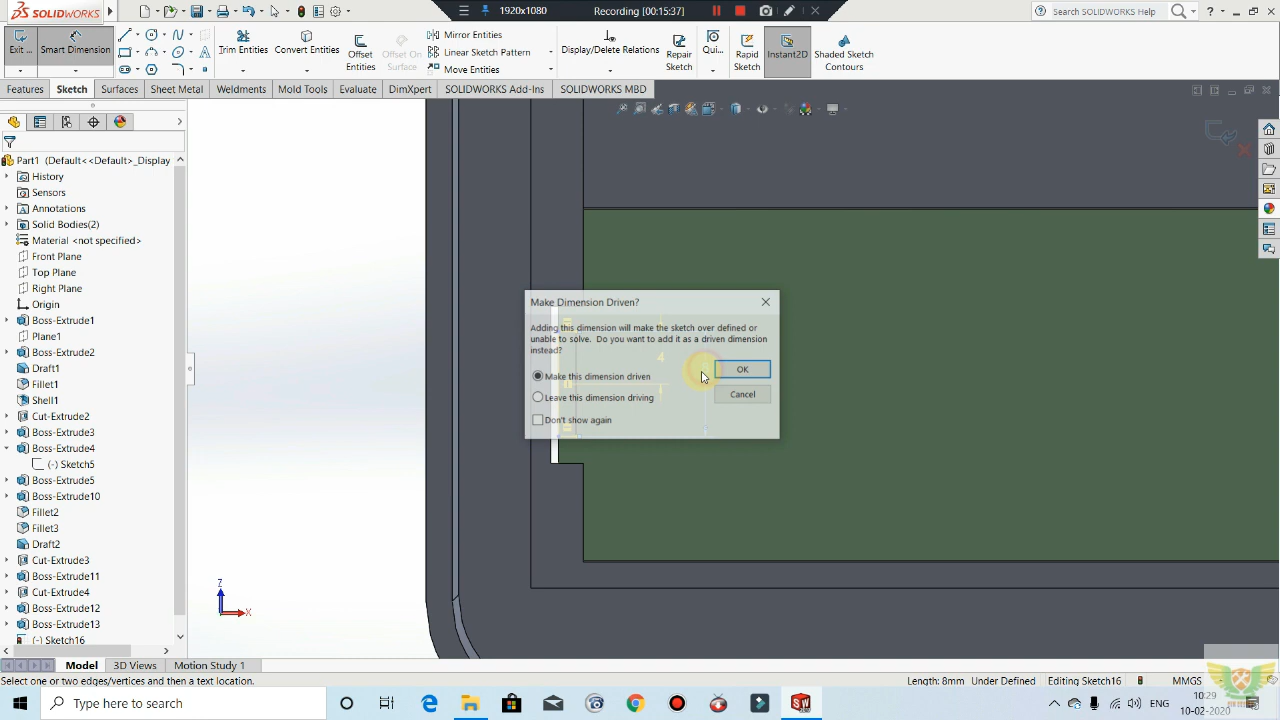 SOLIDWORKS
1920x1080
Recording [00:15:37]
Search SOLIDWORKS Help
Exit ...
Smart Dimension
Trim Entities
Convert Entities
Offset
Entities
Offset On
Surface
Mirror Entities
Linear Sketch Pattern
Move Entities
Display/Delete Relations
Repair
Sketch
Qui...
Rapid
Sketch
Instant2D
Shaded Sketch
Contours
Features
Sketch
Surfaces
Sheet Metal
Weldments
Mold Tools
Evaluate
DimXpert
SOLIDWORKS Add-Ins
SOLIDWORKS MBD
Part1 (Default<<Default>_Display
History
Sensors
Annotations
Solid Bodies(2)
Material <not specified>
Front Plane
Top Plane
Right Plane
Origin
Boss-Extrude1
Plane1
Boss-Extrude2
Draft1
Fillet1
Shell1
Cut-Extrude2
Boss-Extrude3
Boss-Extrude4
(-) Sketch5
Boss-Extrude5
Boss-Extrude10
Fillet2
Fillet3
Draft2
Cut-Extrude3
Boss-Extrude11
Cut-Extrude4
Boss-Extrude12
Boss-Extrude13
(-) Sketch16
Make Dimension Driven?
Adding this dimension will make the sketch over defined or
unable to solve. Do you want to add it as a driven dimension
instead?
Make this dimension driven
Leave this dimension driving
Don't show again
OK
Cancel
4
Z
X
Model
3D Views
Motion Study 1
Select one or two edges/vertices and then a text location.
Length: 8mm
Under Defined
Editing Sketch16
MMGS
Type here to search
ENG
10:29
10-02-2020